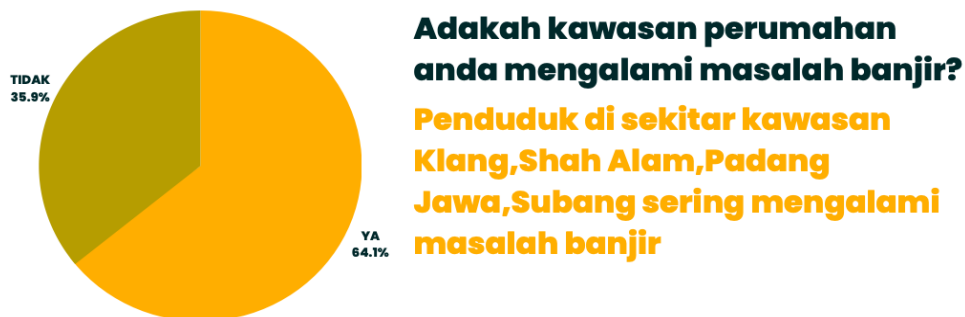 Adakah kawasan perumahan
anda mengalami masalah banjir?
Penduduk di sekitar kawasan
Klang,Shah Alam,Padang
Jawa,Subang sering mengalami
masalah banjir
TIDAK
35.9%
YA
64.1%